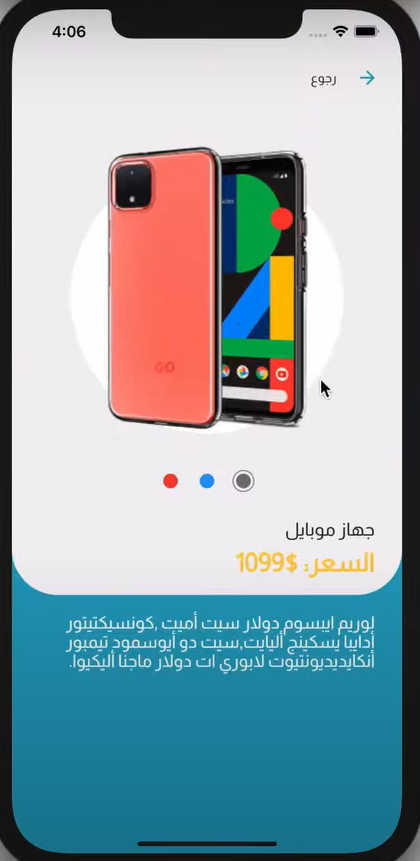 4:06
رجوع
GO
جهاز موبايل
السعر: $1099
لوريم ايبسوم دولار سيت أميت ,كونسيكتيتور
أدايبا يسكينج أليايت,سيت دو أيوسمود تيمبور
أنكايديديونتيوت لابوري ات دولار ماجنا أليكيوا.